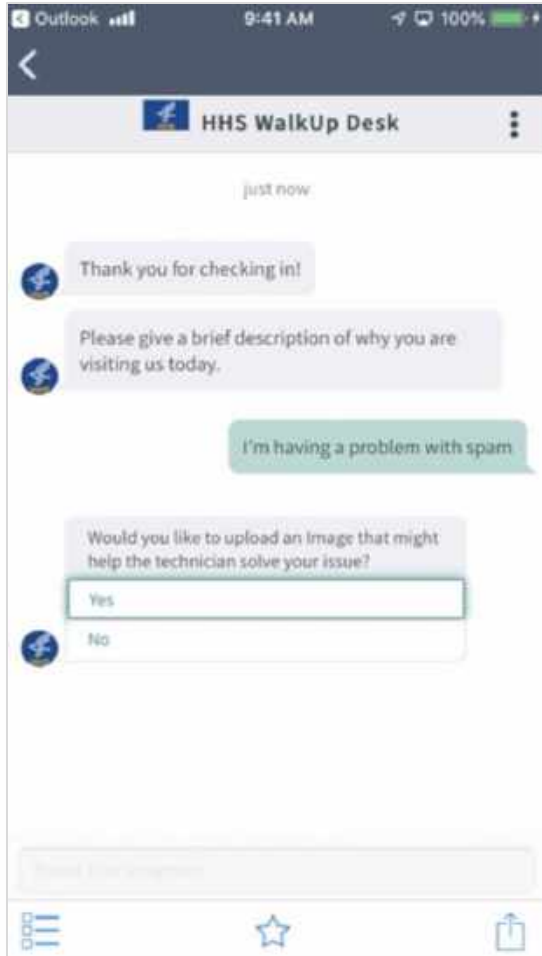 Outlook
9:41 AM
100%
HHS WalkUp Desk
just now
Thank you for checking in!
Please give a brief description of why you are
visiting us today.
I'm having a problem with spam
Would you like to upload an Image that might
help the technician solve your issue?
Yes
No